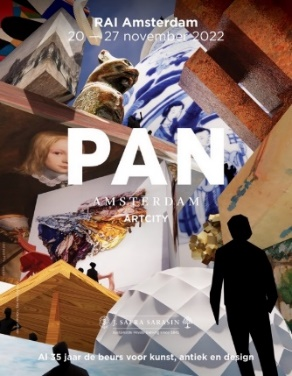 RAI Amsterdam
20 — 27 november 2022
PAN
AMSTERDAM
ARTCITY
J. SAFRA SARASIN
Al 35 jaar de beurs voor kunst, antiek en design